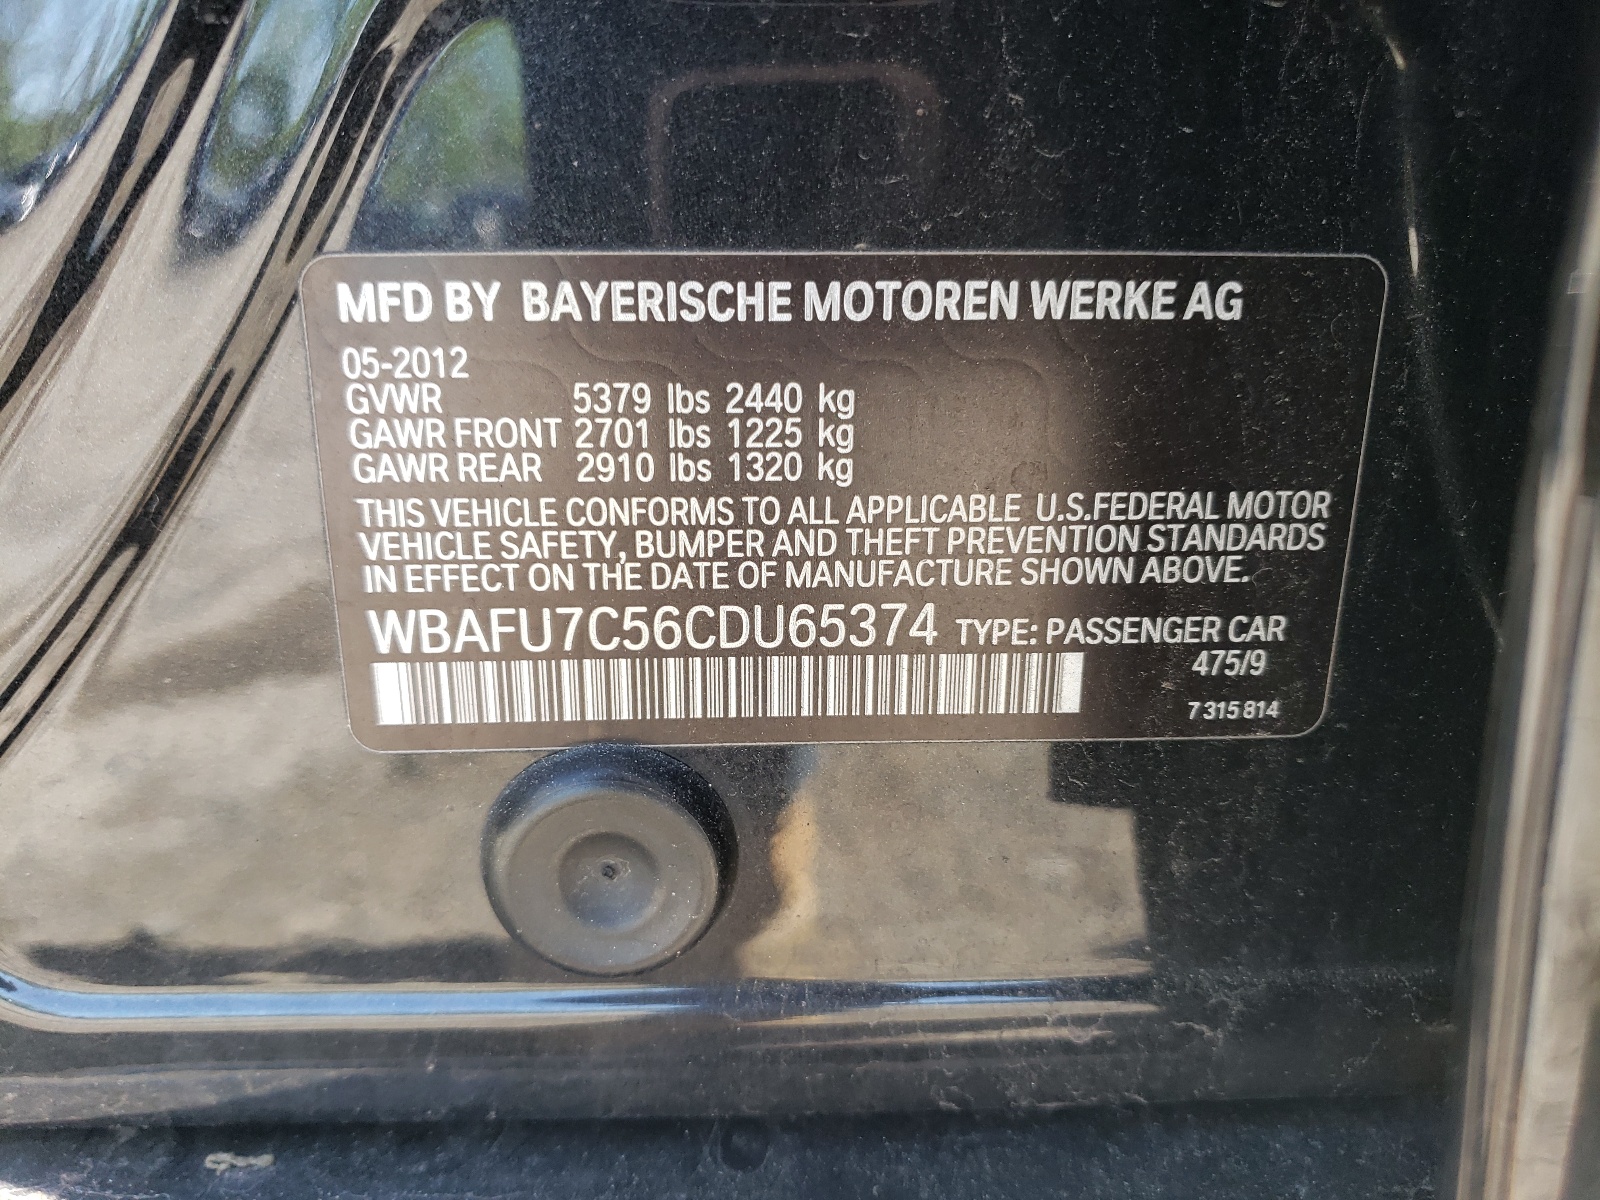 MFD BY BAYERISCHE MOTOREN WERKE AG
05-2012
GVWR 5379 lbs 2440 kg
GAWR FRONT 2701 lbs 1225 kg
GAWR REAR 2910 lbs 1320 kg
THIS VEHICLE CONFORMS TO ALL APPLICABLE U.S.FEDERAL MOTOR
VEHICLE SAFETY, BUMPER AND THEFT PREVENTION STANDARDS
IN EFFECT ON THE DATE OF MANUFACTURE SHOWN ABOVE.
WBAFU7C56CDU65374 TYPE: PASSENGER CAR
475/9
7 315 814